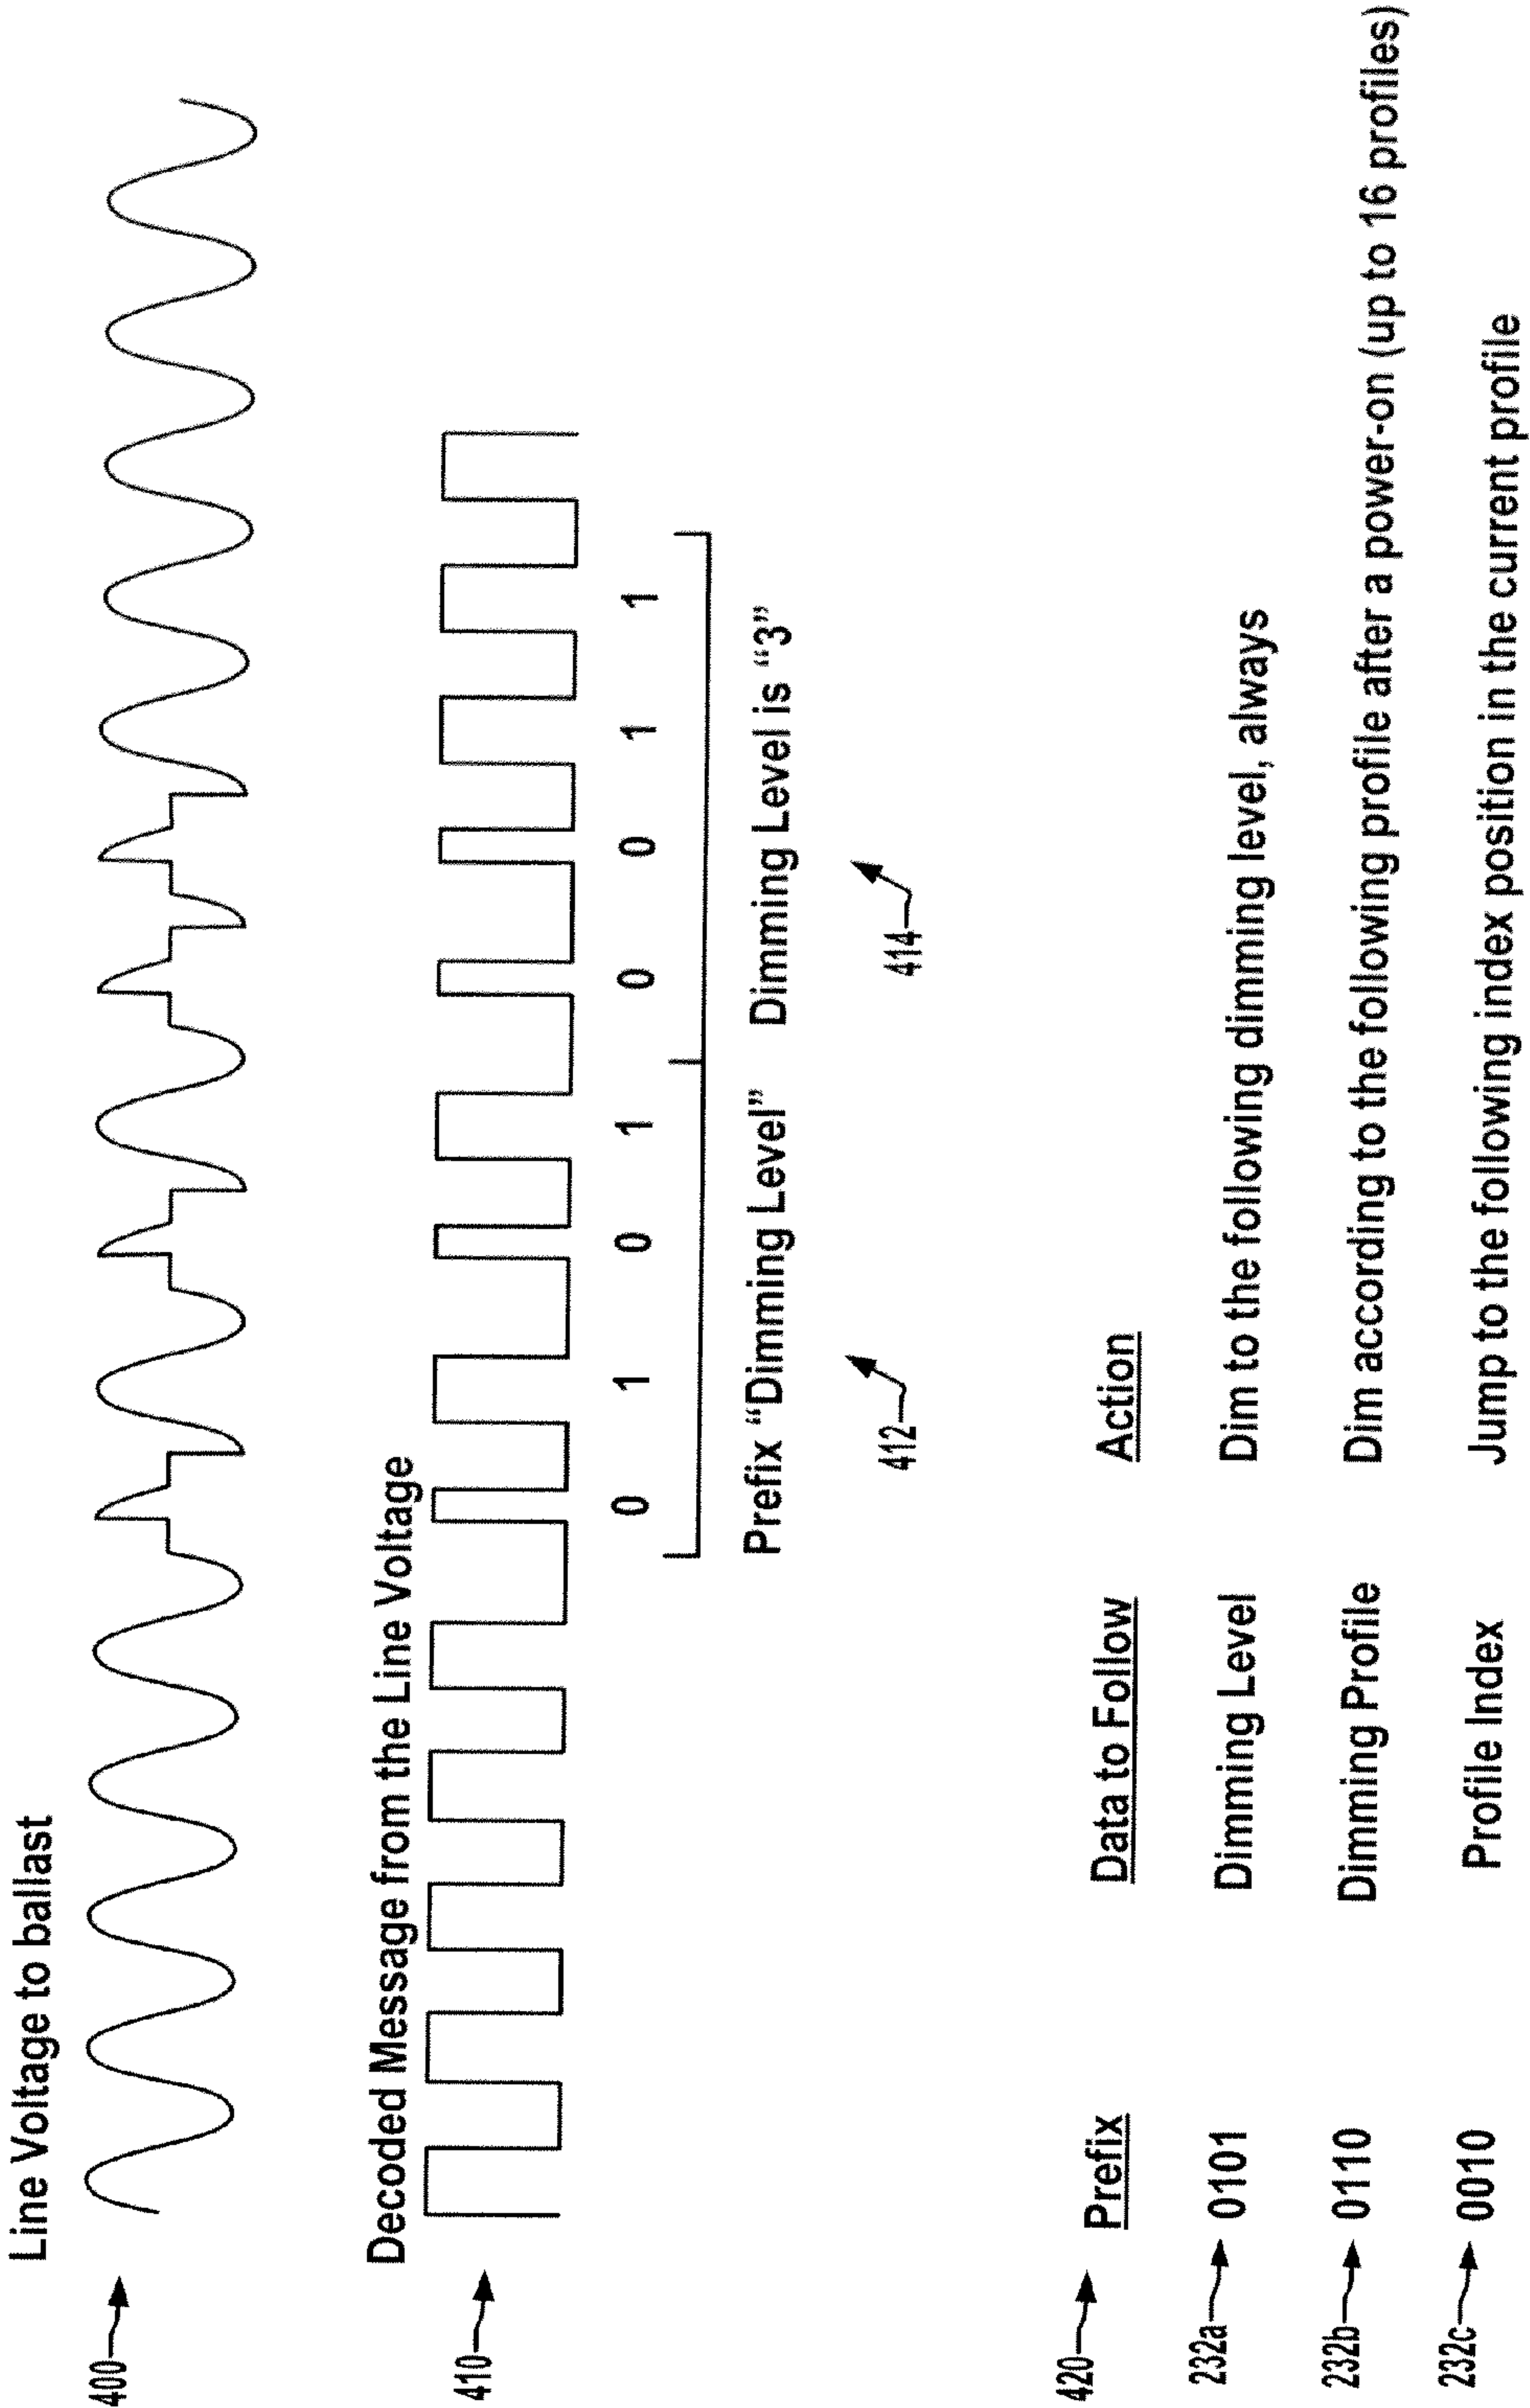 Line Voltage to ballast
400
Decoded Message from the Line Voltage
410
0 1 0 1 0 0 1 1
Prefix “Dimming Level” Dimming Level is “3”
412 414
420 Prefix Data to Follow Action
232a 0101 Dimming Level Dim to the following dimming level, always
232b 0110 Dimming Profile Dim according to the following profile after a power-on (up to 16 profiles)
232c 0010 Profile Index Jump to the following index position in the current profile